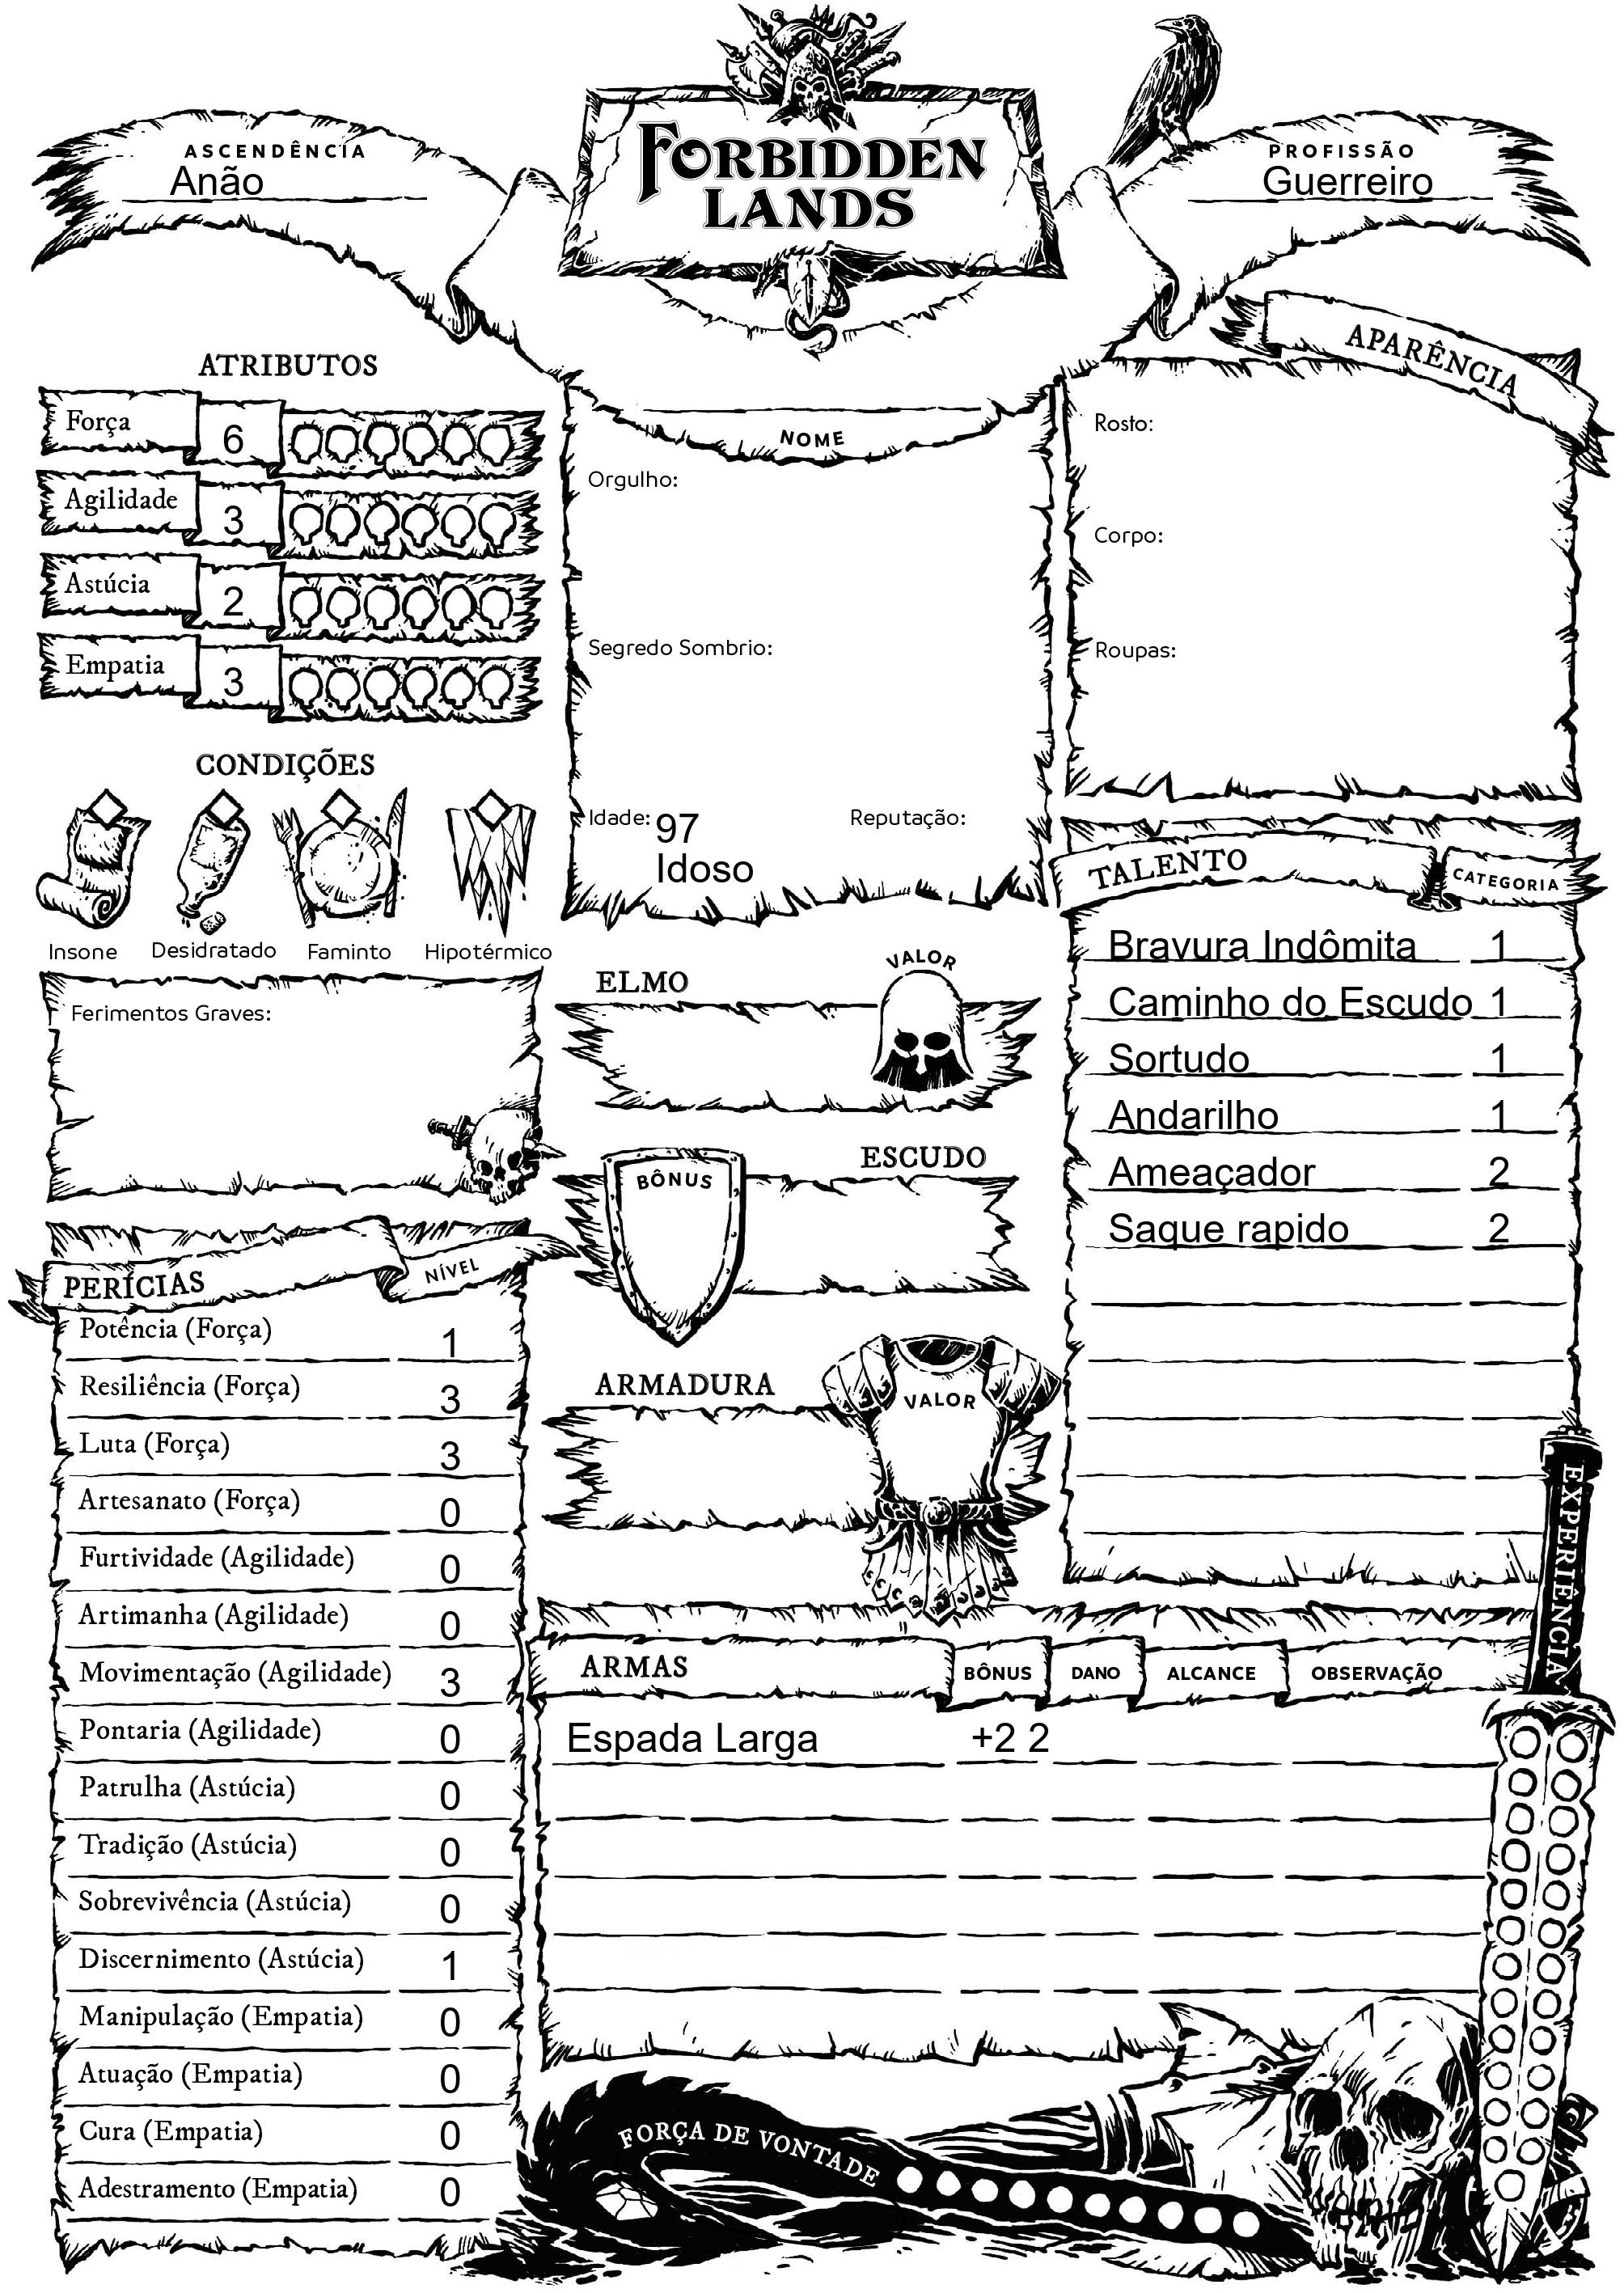 FORBIDDEN
LANDS
ASCENDÊNCIA
Anão
PROFISSÃO
Guerreiro
ATRIBUTOS
Força 6
Agilidade 3
Astúcia 2
Empatia 3
CONDIÇÕES
Insone Desidratado Faminto Hipotérmico
Ferimentos Graves:
NOME
Orgulho:
Segredo Sombrio:
Idade: 97
Idoso
Reputação:
APARÊNCIA
Rosto:
Corpo:
Roupas:
TALENTO CATEGORIA
Bravura Indômita 1
Caminho do Escudo 1
Sortudo 1
Andarilho 1
Ameaçador 2
Saque rapido 2
ELMO VALOR
ESCUDO BÔNUS
ARMADURA VALOR
PERÍCIAS NÍVEL
Potência (Força) 1
Resiliência (Força) 3
Luta (Força) 3
Artesanato (Força) 0
Furtividade (Agilidade) 0
Artimanha (Agilidade) 0
Movimentação (Agilidade) 3
Pontaria (Agilidade) 0
Patrulha (Astúcia) 0
Tradição (Astúcia) 0
Sobrevivência (Astúcia) 0
Discernimento (Astúcia) 1
Manipulação (Empatia) 0
Atuação (Empatia) 0
Cura (Empatia) 0
Adestramento (Empatia) 0
ARMAS BÔNUS DANO ALCANCE OBSERVAÇÃO
Espada Larga +2 2
EXPERIÊNCIA
FORÇA DE VONTADE